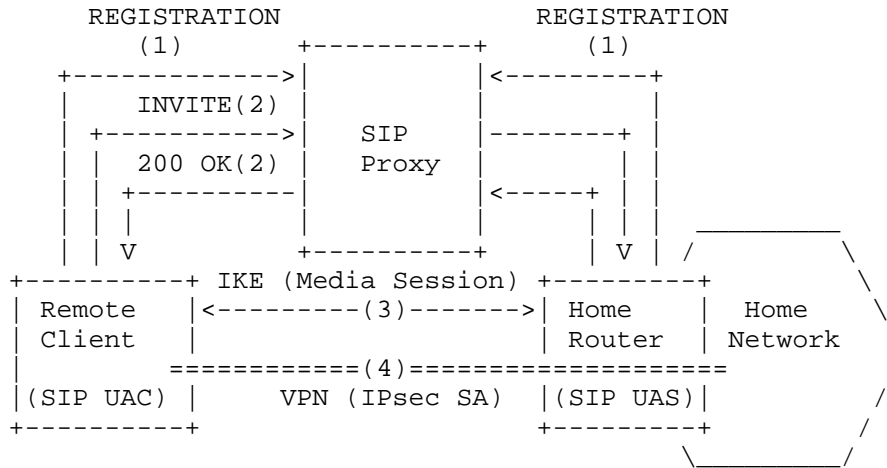 REGISTRATION REGISTRATION
(1) (1)
INVITE(2)
SIP
200 OK(2) Proxy
IKE (Media Session)
Remote (3) Home Home
Client Router Network
(4)
(SIP UAC) VPN (IPsec SA) (SIP UAS)